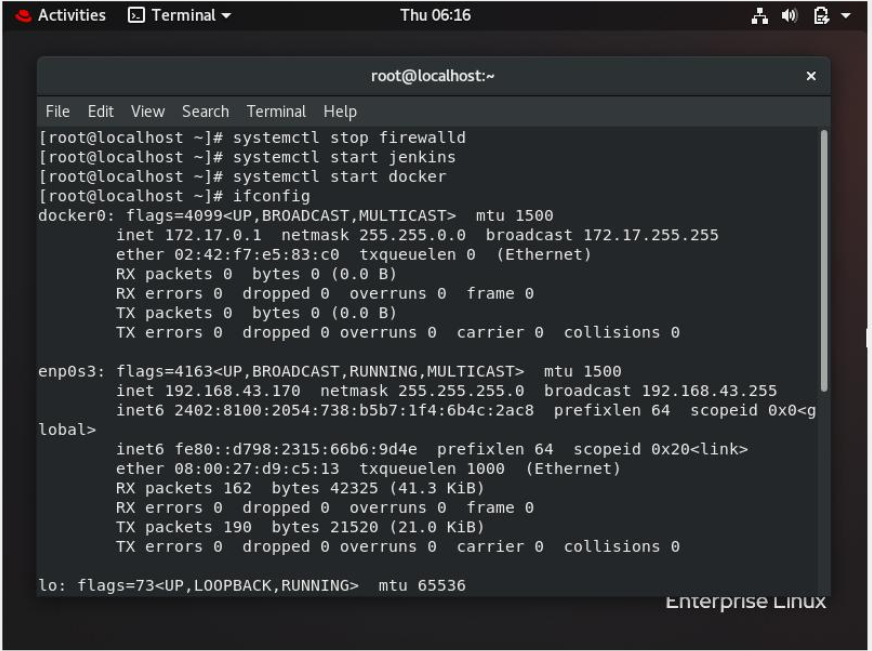 Activities Terminal Thu 06:16
root@localhost:~
File Edit View Search Terminal Help
[root@localhost ~]# systemctl stop firewalld
[root@localhost ~]# systemctl start jenkins
[root@localhost ~]# systemctl start docker
[root@localhost ~]# ifconfig
docker0: flags=4099<UP,BROADCAST,MULTICAST>  mtu 1500
        inet 172.17.0.1  netmask 255.255.0.0  broadcast 172.17.255.255
        ether 02:42:f7:e5:83:c0  txqueuelen 0  (Ethernet)
        RX packets 0  bytes 0 (0.0 B)
        RX errors 0  dropped 0  overruns 0  frame 0
        TX packets 0  bytes 0 (0.0 B)
        TX errors 0  dropped 0 overruns 0  carrier 0  collisions 0

enp0s3: flags=4163<UP,BROADCAST,RUNNING,MULTICAST>  mtu 1500
        inet 192.168.43.170  netmask 255.255.255.0  broadcast 192.168.43.255
        inet6 2402:8100:2054:738:b5b7:1f4:6b4c:2ac8  prefixlen 64  scopeid 0x0<g
lobal>
        inet6 fe80::d798:2315:66b6:9d4e  prefixlen 64  scopeid 0x20<link>
        ether 08:00:27:d9:c5:13  txqueuelen 1000  (Ethernet)
        RX packets 162  bytes 42325 (41.3 KiB)
        RX errors 0  dropped 0  overruns 0  frame 0
        TX packets 190  bytes 21520 (21.0 KiB)
        TX errors 0  dropped 0 overruns 0  carrier 0  collisions 0

lo: flags=73<UP,LOOPBACK,RUNNING>  mtu 65536
Enterprise Linux